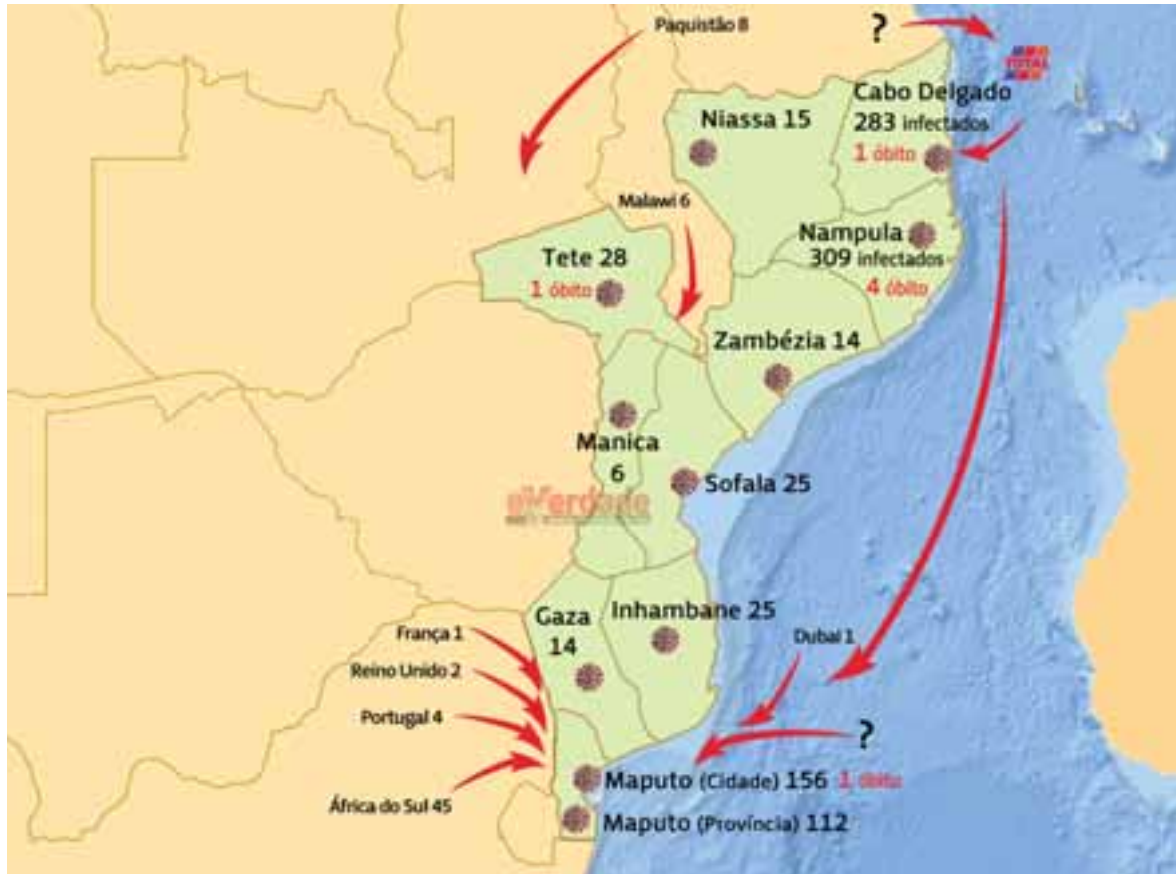 Paquistão 8
?
TOTAL
Cabo Delgado
283 infectados
1 óbito
Niassa 15
Malawi 6
Nampula
309 infectados
4 óbito
Tete 28
1 óbito
Zambézia 14
Manica
6
@Verdade
Sofala 25
Gaza
14
Inhambane 25
França 1
Reino Unido 2
Portugal 4
África do Sul 45
Dubai 1
?
Maputo (Cidade) 156 1 óbito
Maputo (Província) 112